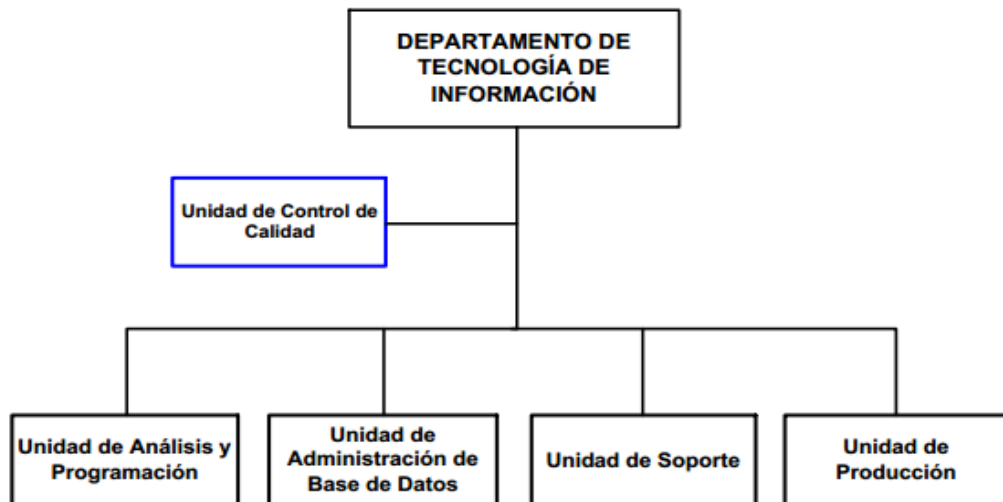 DEPARTAMENTO DE
TECNOLOGÍA DE
INFORMACIÓN
Unidad de Control de
Calidad
Unidad de Análisis y
Programación
Unidad de
Administración de
Base de Datos
Unidad de Soporte
Unidad de
Producción